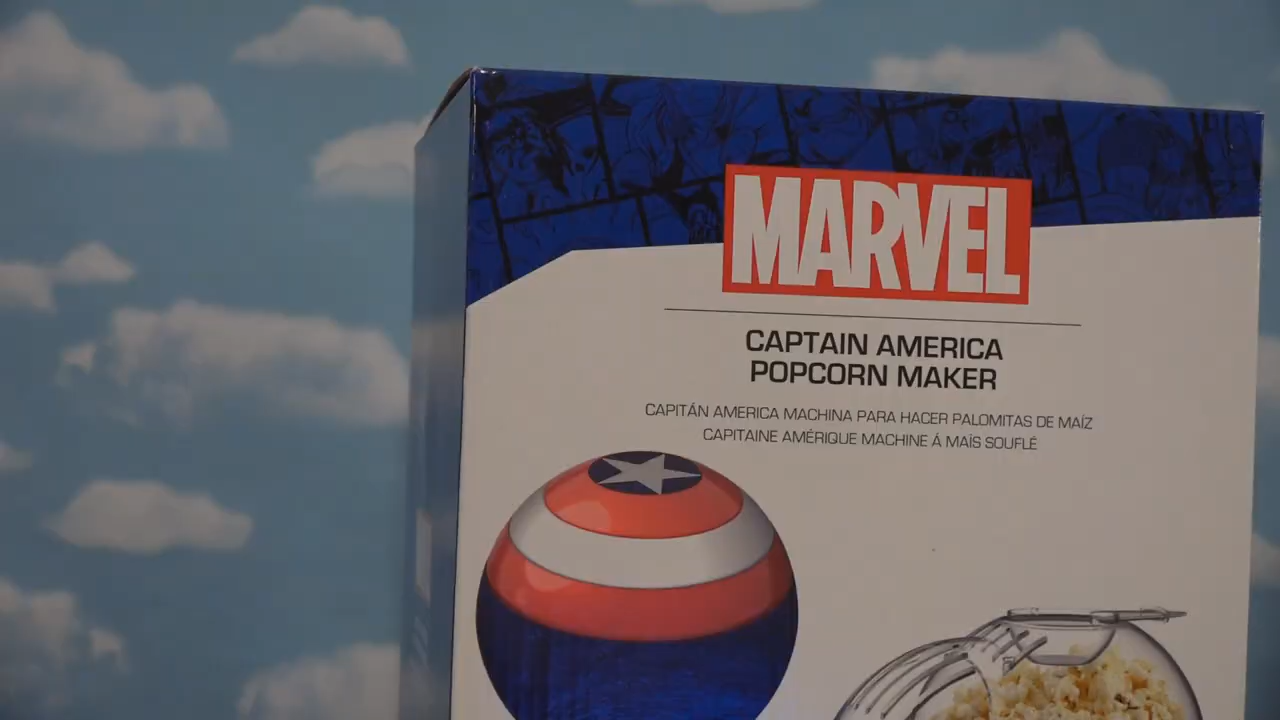 MARVEL
CAPTAIN AMERICA
POPCORN MAKER
CAPITÁN AMERICA MACHINA PARA HACER PALOMITAS DE MAÍZ
CAPITAINE AMÉRIQUE MACHINE Á MAÏS SOUFLÉ